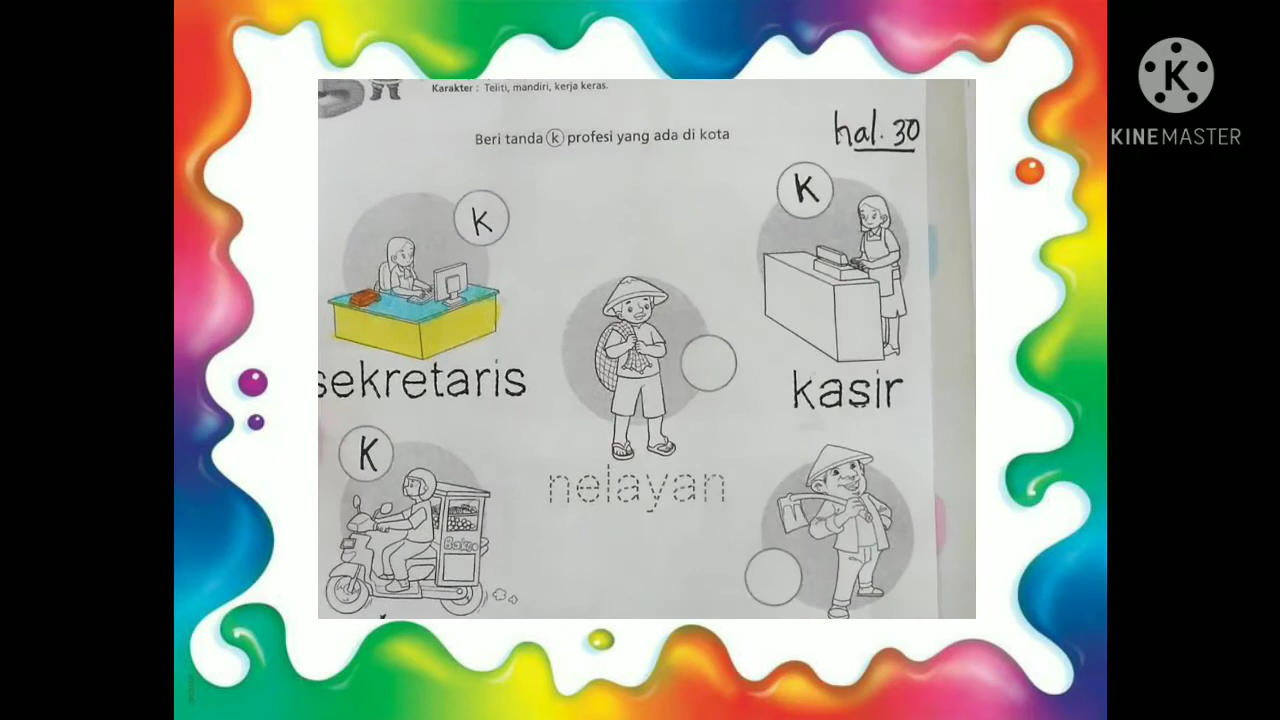 Karakter : Teliti, mandiri, kerja keras.
Beri tanda k profesi yang ada di kota
hal. 30
K
K
sekretaris
kasir
nelayan
K
Bakso
K
KINEMASTER